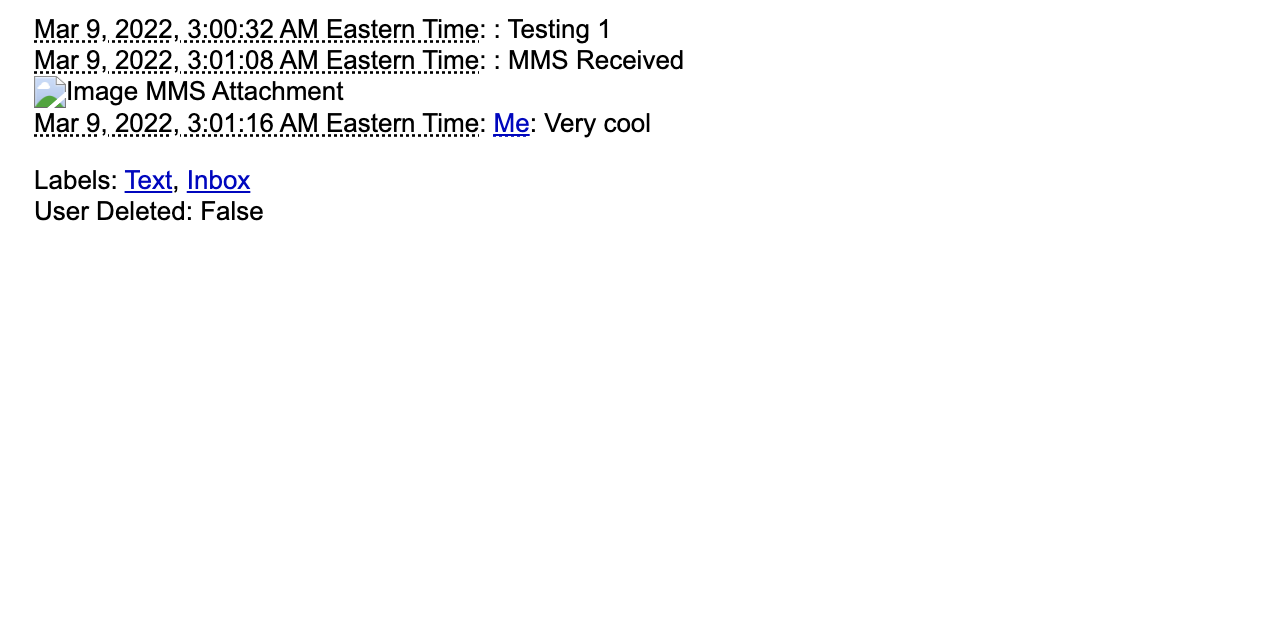 Mar 9, 2022, 3:00:32 AM Eastern Time: : Testing 1
Mar 9, 2022, 3:01:08 AM Eastern Time: : MMS Received
Image MMS Attachment
Mar 9, 2022, 3:01:16 AM Eastern Time: Me: Very cool
Labels: Text, Inbox
User Deleted: False